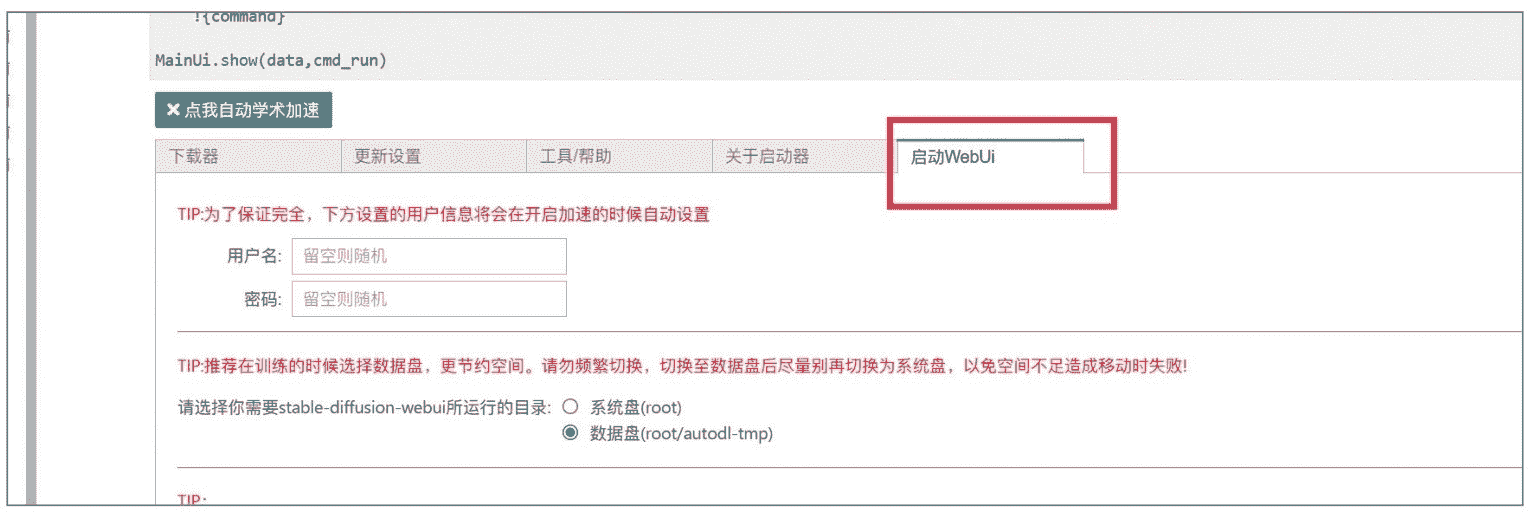 !{command}
MainUi.show(data,cmd_run)
点我自动学术加速
下载器 更新设置 工具/帮助 关于启动器 启动WebUi
TIP:为了保证完全，下方设置的用户信息将会在开启加速的时候自动设置
用户名: 留空则随机
密码: 留空则随机
TIP:推荐在训练的时候选择数据盘，更节约空间。请勿频繁切换，切换至数据盘后尽量别再切换为系统盘，以免空间不足造成移动时失败!
请选择你需要stable-diffusion-webui所运行的目录: 系统盘(root)
数据盘(root/autodl-tmp)
TIP: